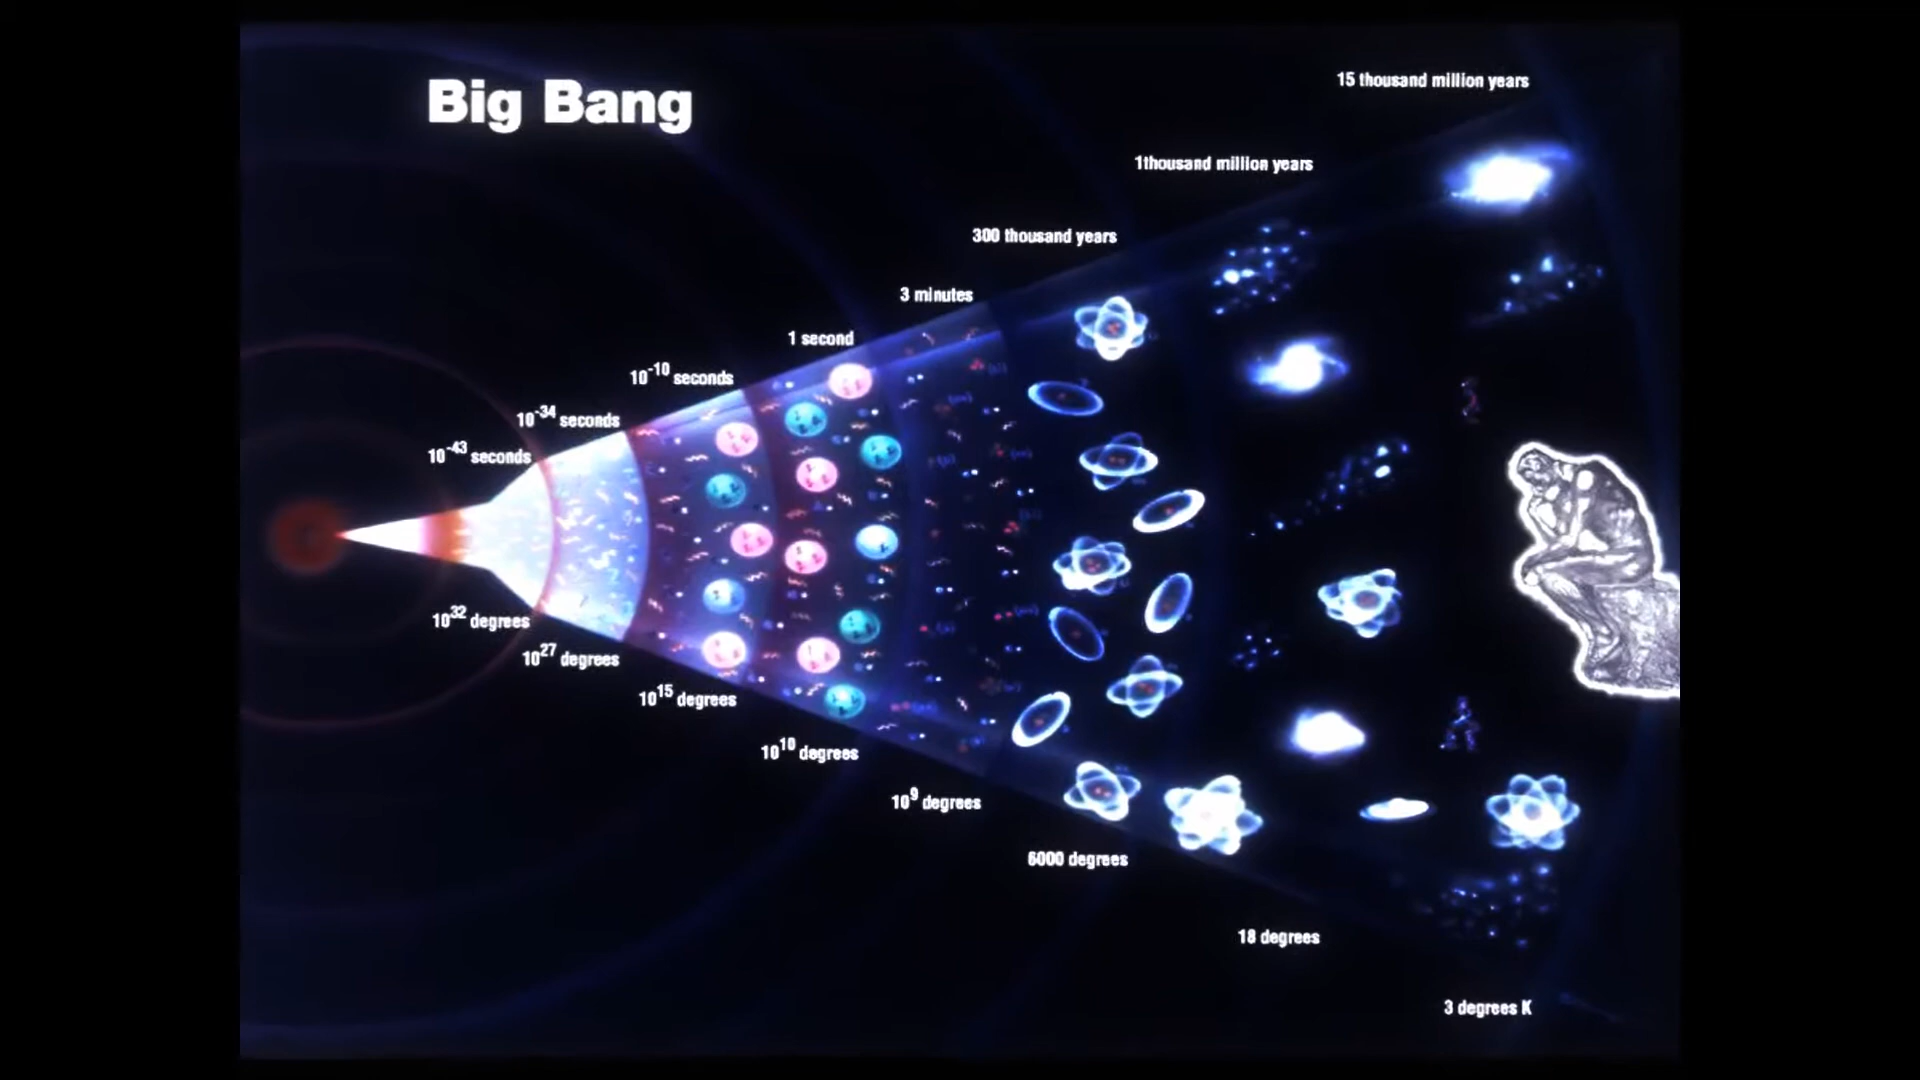 Big Bang
15 thousand million years
1thousand million years
300 thousand years
3 minutes
1 second
10⁻¹⁰ seconds
10⁻³⁴ seconds
10⁻⁴³ seconds
10³² degrees
10²⁷ degrees
10¹⁵ degrees
10¹⁰ degrees
10⁹ degrees
6000 degrees
18 degrees
3 degrees K